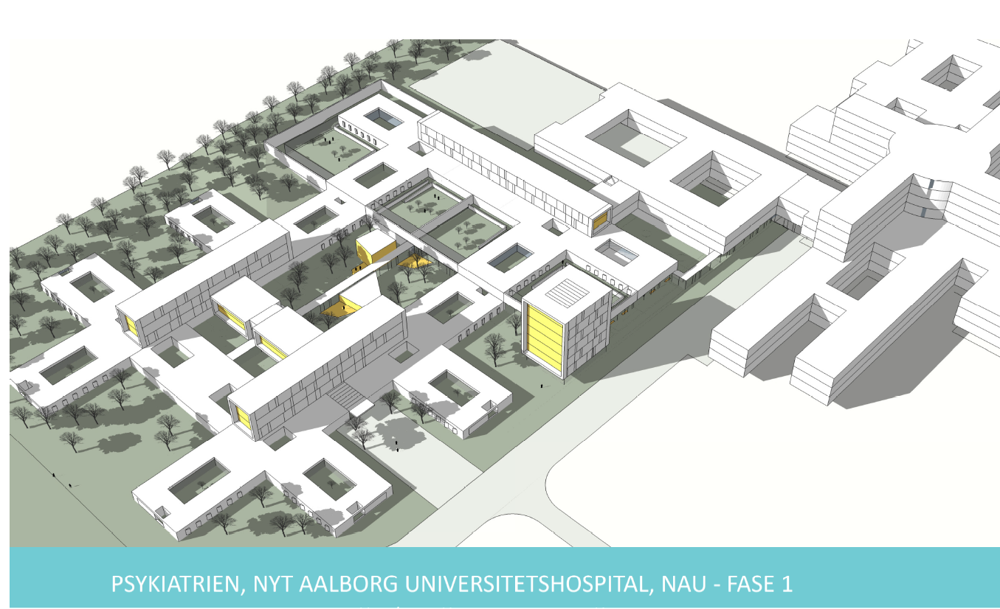 PSYKIATRIEN, NYT AALBORG UNIVERSITETSHOSPITAL, NAU - FASE 1